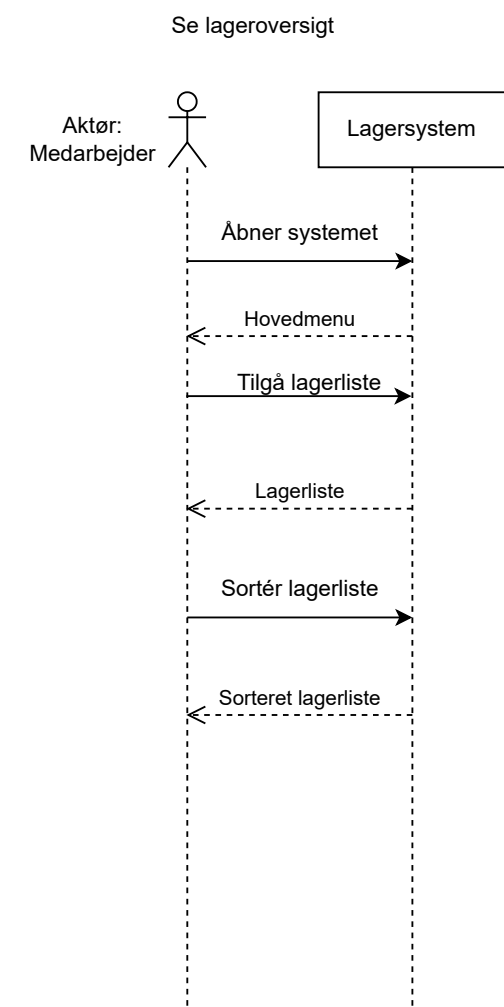 Se lageroversigt
Aktør:
Medarbejder
Lagersystem
Åbner systemet
Hovedmenu
Tilgå lagerliste
Lagerliste
Sortér lagerliste
Sorteret lagerliste